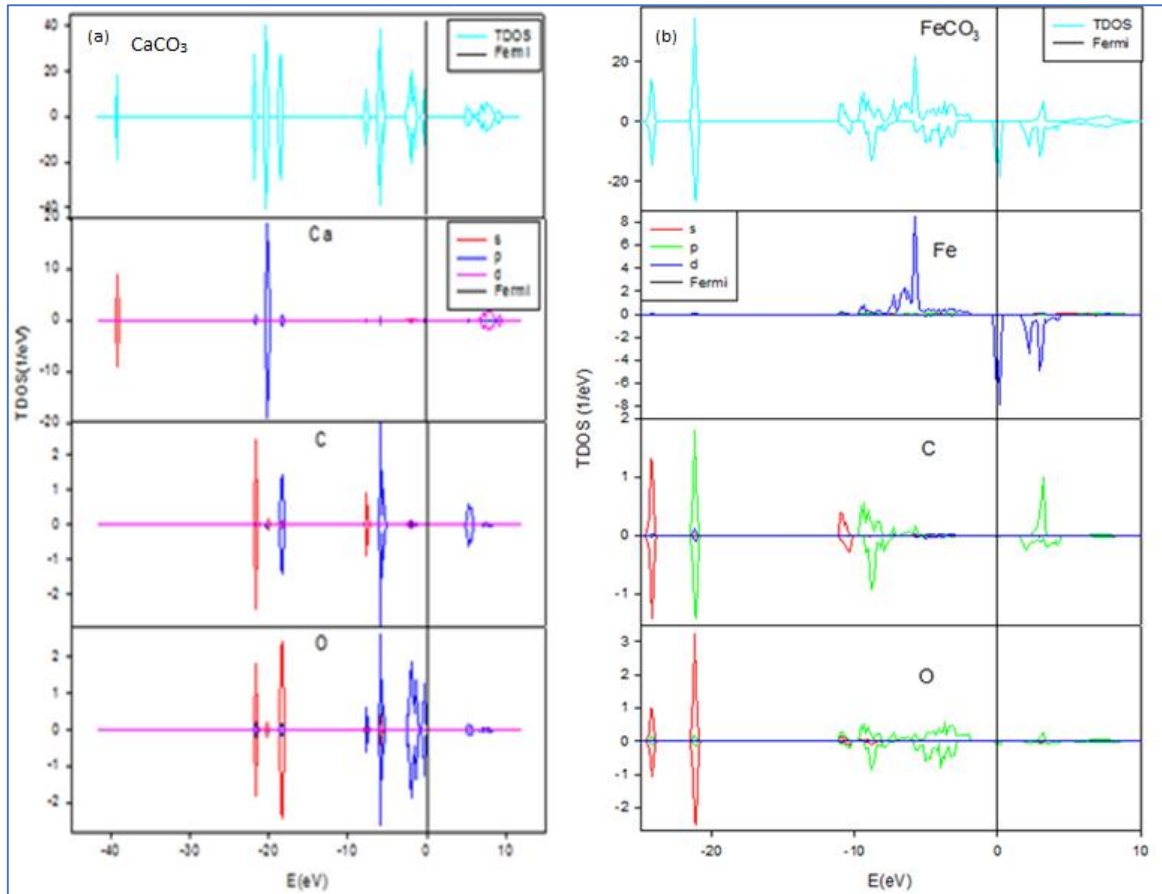 (a)
CaCO₃
TDOS
Fermi
40
20
0
-20
-40
20
Ca
s
p
d
Fermi
10
0
-10
-20
C
2
1
0
-1
-2
O
2
1
0
-1
-2
-40
-30
-20
-10
0
10
TDOS(1/eV)
E(eV)
(b)
FeCO₃
TDOS
Fermi
20
0
-20
Fe
s
p
d
Fermi
8
6
4
2
0
-2
-4
-6
-8
2
C
1
0
-1
O
3
2
1
0
-1
-2
-20
-10
0
10
TDOS (1/eV)
E(eV)